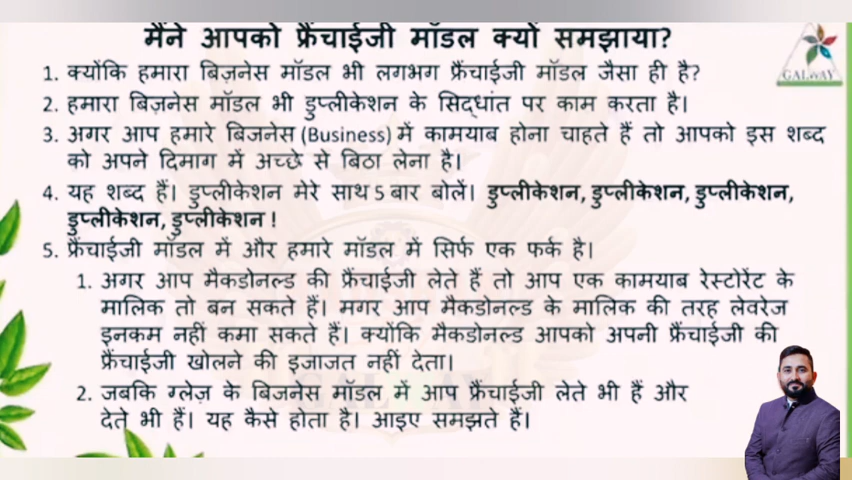 मैंने आपको फ्रैंचाईजी मॉडल क्यों समझाया?
GALWAY
1. क्योंकि हमारा बिज़नेस मॉडल भी लगभग फ्रैंचाईजी मॉडल जैसा ही है?
2. हमारा बिज़नेस मॉडल भी डुप्लीकेशन के सिद्धांत पर काम करता है।
3. अगर आप हमारे बिजनेस (Business) में कामयाब होना चाहते हैं तो आपको इस शब्द
को अपने दिमाग में अच्छे से बिठा लेना है।
4. यह शब्द हैं। डुप्लीकेशन मेरे साथ 5 बार बोलें। डुप्लीकेशन, डुप्लीकेशन, डुप्लीकेशन,
डुप्लीकेशन, डुप्लीकेशन !
5. फ्रैंचाईजी मॉडल में और हमारे मॉडल में सिर्फ एक फर्क है।
1. अगर आप मैकडोनल्ड की फ्रैंचाईजी लेते हैं तो आप एक कामयाब रेस्टोरेंट के
मालिक तो बन सकते हैं। मगर आप मैकडोनल्ड के मालिक की तरह लेवरेज
इनकम नहीं कमा सकते हैं। क्योंकि मैकडोनल्ड आपको अपनी फ्रैंचाईजी की
फ्रैंचाईजी खोलने की इजाजत नहीं देता।
2. जबकि ग्लेज़ के बिजनेस मॉडल में आप फ्रैंचाईजी लेते भी हैं और
देते भी हैं। यह कैसे होता है। आइए समझते हैं।